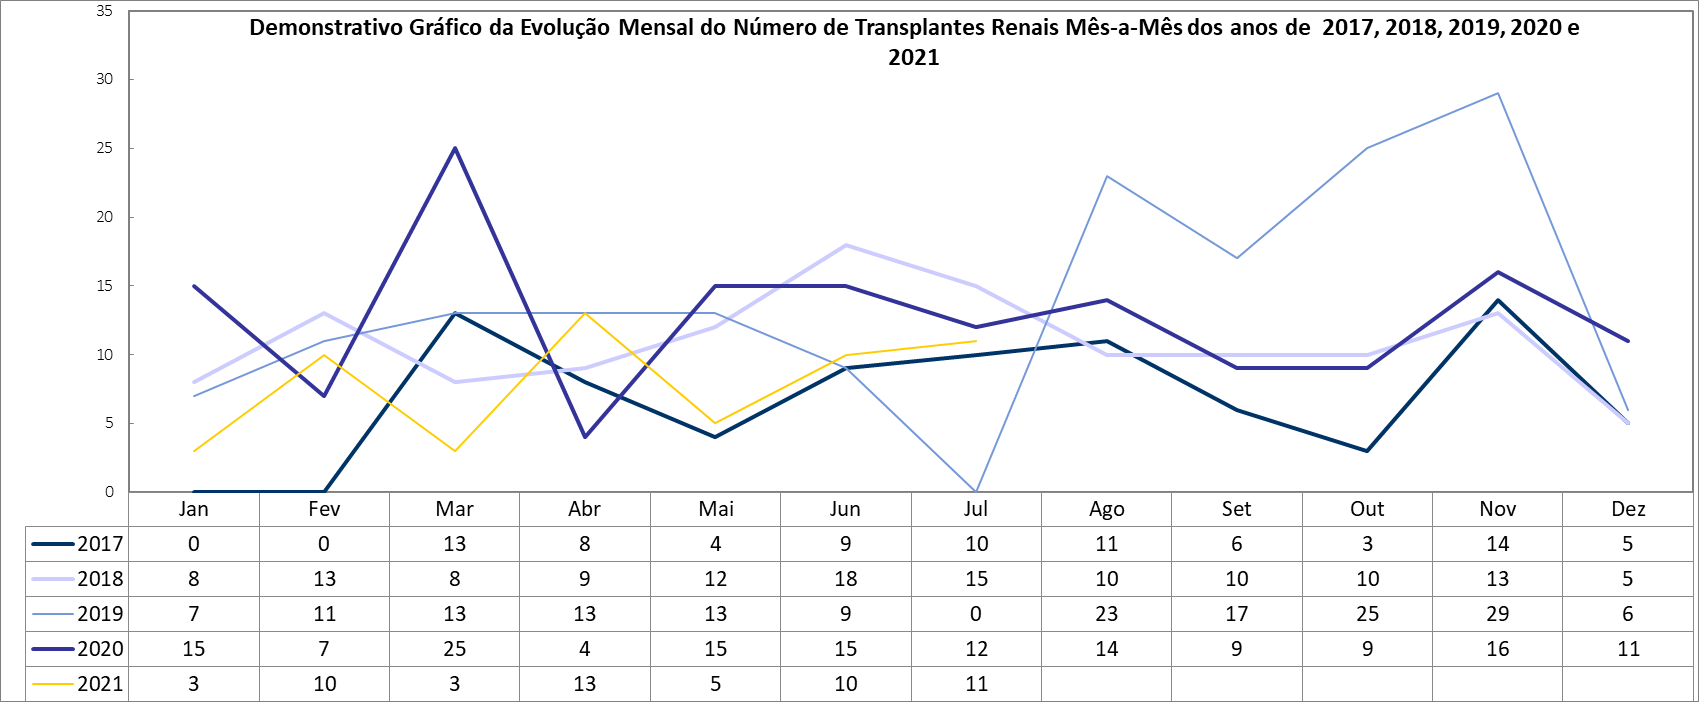 Demonstrativo Gráfico da Evolução Mensal do Número de Transplantes Renais Mês-a-Mês dos anos de 2017, 2018, 2019, 2020 e
2021
35
30
25
20
15
10
5
0
Jan Fev Mar Abr Mai Jun Jul Ago Set Out Nov Dez
2017 0 0 13 8 4 9 10 11 6 3 14 5
2018 8 13 8 9 12 18 15 10 10 10 13 5
2019 7 11 13 13 13 9 0 23 17 25 29 6
2020 15 7 25 4 15 15 12 14 9 9 16 11
2021 3 10 3 13 5 10 11